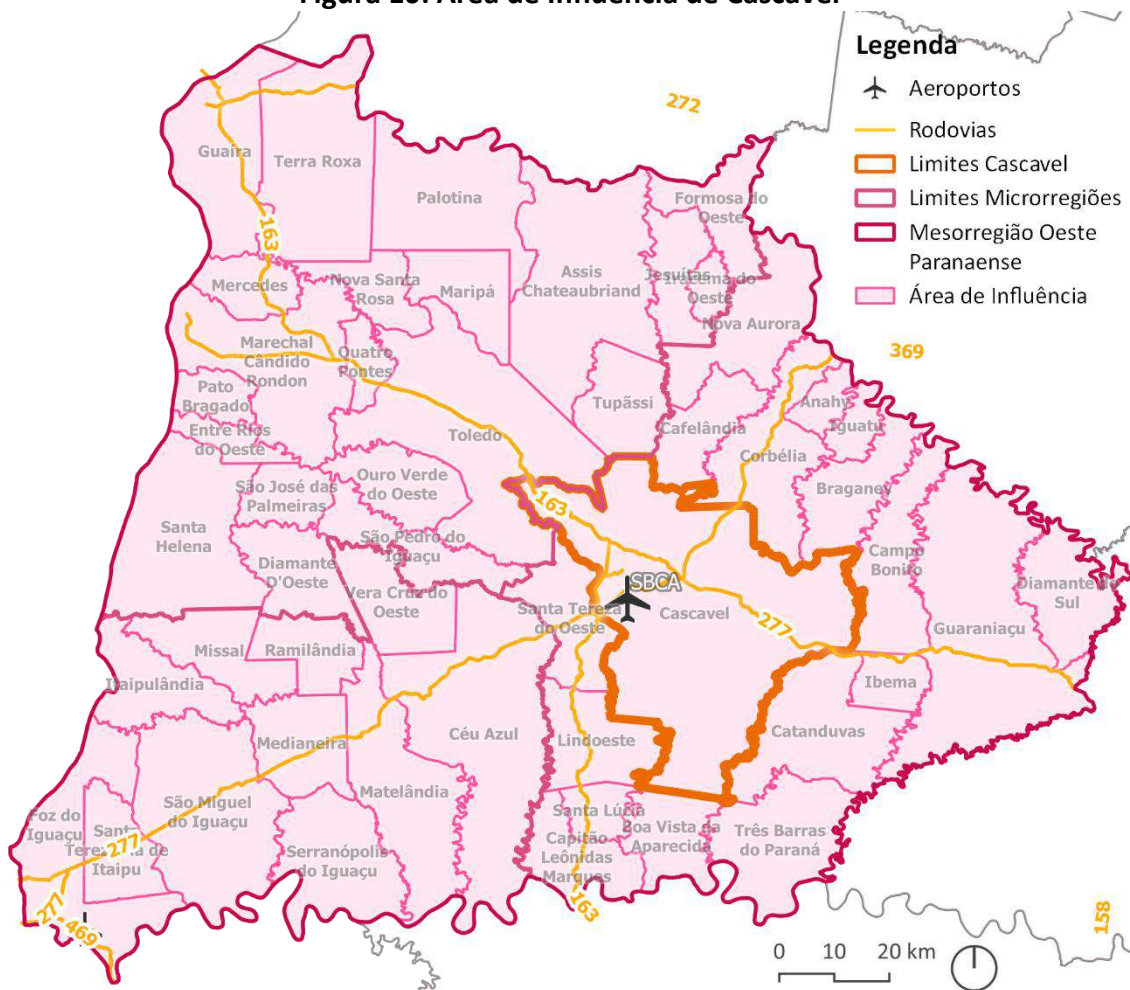 Figura 10: Área de Influência de Cascavel
Legenda
Aeroportos
Rodovias
Limites Cascavel
Limites Microrregiões
Mesorregião Oeste
Paranaense
Área de Influência
272
Guaíra
Terra Roxa
Palotina
Formosa do
Oeste
163
Mercedes
Nova Santa
Rosa
Maripá
Assis
Chateaubriand
Jesuítas
Iracema do
Oeste
Nova Aurora
369
Marechal
Cândido
Rondon
Quatro
Pontes
Pato
Bragado
Entre Rios
do Oeste
Toledo
Tupãssi
Cafelândia
Anahy
Iguatu
Corbélia
Braganey
São José das
Palmeiras
Ouro Verde
do Oeste
163
Santa
Helena
São Pedro do
Iguaçu
Diamante
D'Oeste
Vera Cruz do
Oeste
SBCA
Santa Tereza
do Oeste
Cascavel
277
Campo
Bonito
Diamante do
Sul
Guaraniaçu
Missal
Ramilândia
Itaipulândia
Ibema
Medianeira
Céu Azul
Lindoeste
Catanduvas
Matelândia
São Miguel
do Iguaçu
Foz do
Iguaçu
Santa
Terezinha de
Itaipu
277
Serranópolis
do Iguaçu
Santa Lúcia
Capitão
Leônidas
Marques
Boa Vista da
Aparecida
Três Barras
do Paraná
163
277
469
158
0 10 20 km